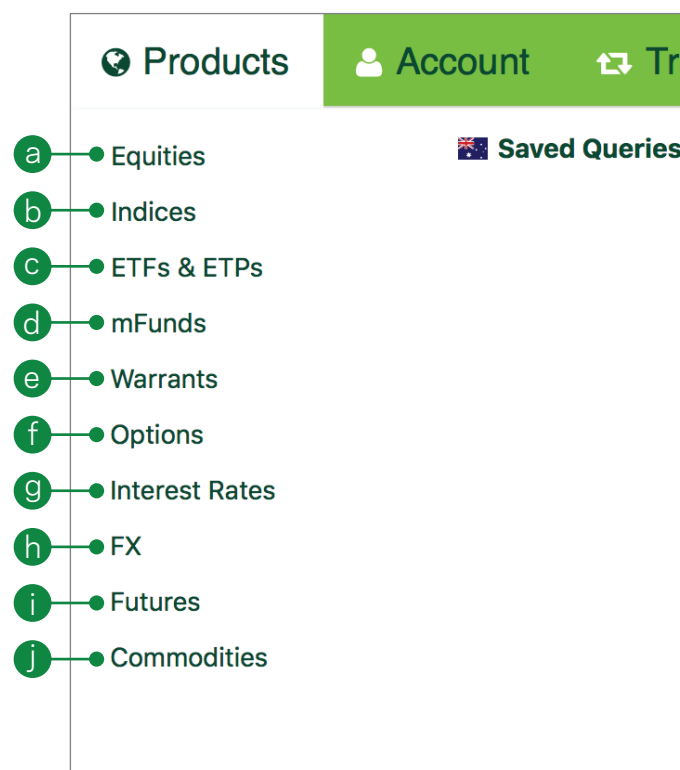 Products Account Tr
a Equities Saved Queries
b Indices
c ETFs & ETPs
d mFunds
e Warrants
f Options
g Interest Rates
h FX
i Futures
j Commodities